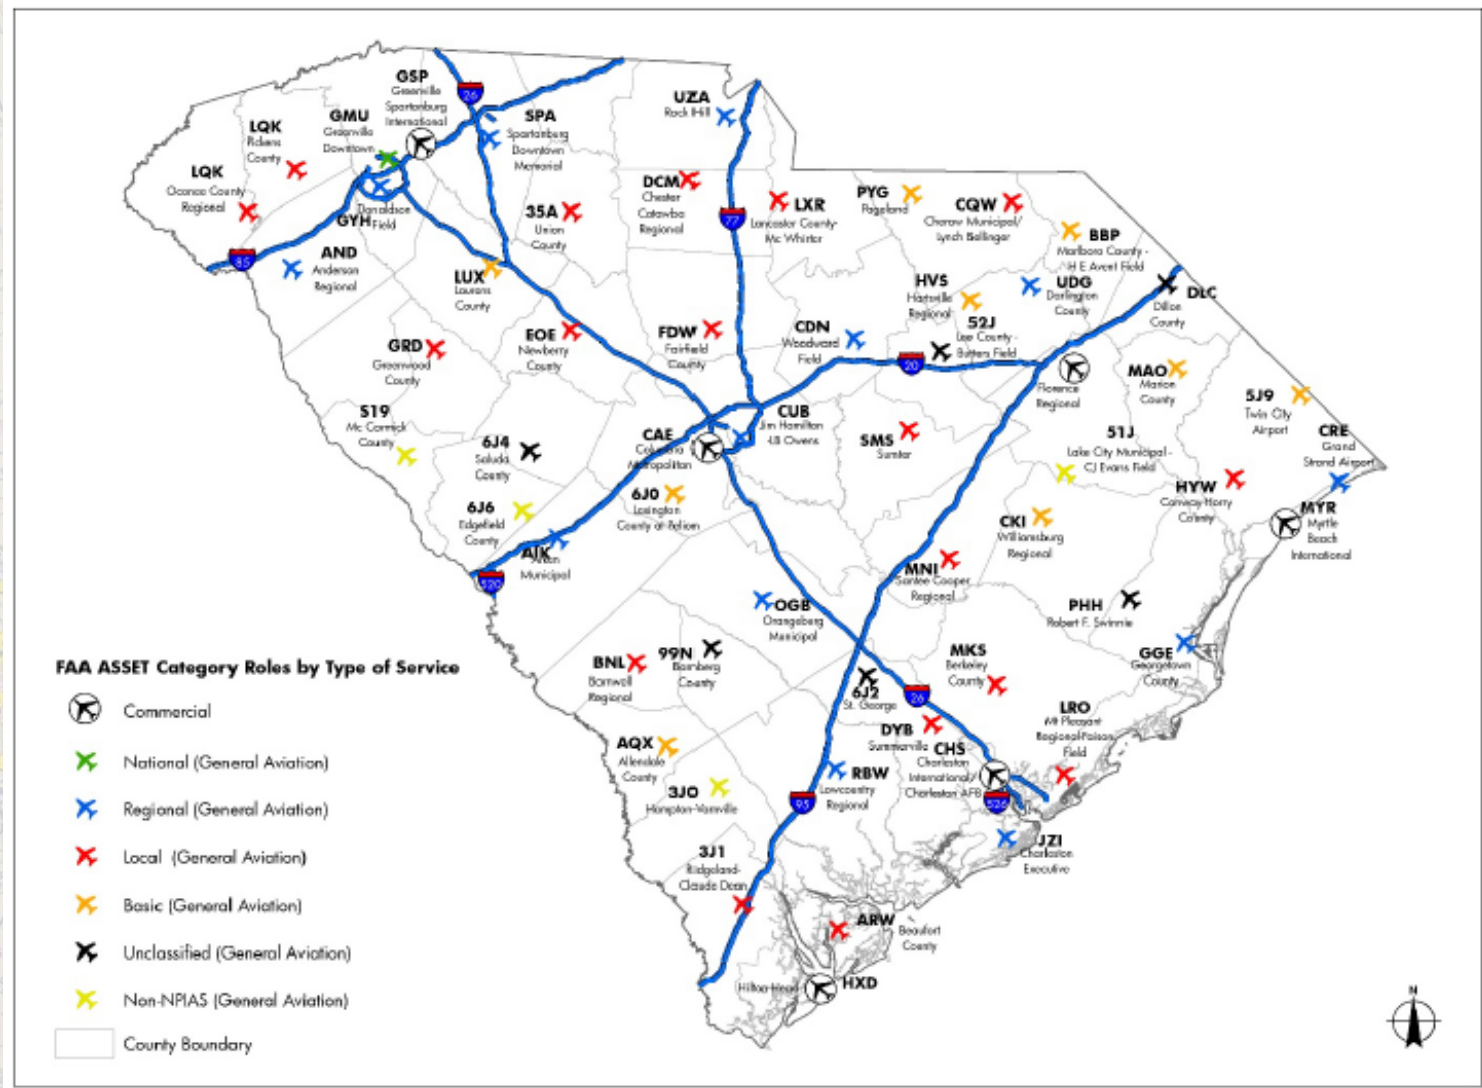 GSP
Greenville
Spartanburg
International
26
UZA
Rock Hill
GMU
Greenville
Downtown
SPA
Spartanburg
Downtown
Memorial
LQK
Pickens
County
LQK
Oconee County
Regional
DCM
Chester
Catawba
Regional
PYG
Pageland
CQW
Cheraw Municipal/
Lynch Bellinger
35A
Union
County
77
LXR
Lancaster County-
Mc Whirter
GYH
Donaldson
Field
BBP
Marlboro County -
H E Avent Field
85
AND
Anderson
Regional
LUX
Laurens
County
HVS
Hartsville
Regional
UDG
Darlington
County
DLC
Dillon
County
GRD
Greenwood
County
EOE
Newberry
County
FDW
Fairfield
County
CDN
Woodward
Field
52J
Lee County -
Butters Field
20
Florence
Regional
MAO
Marion
County
5J9
Twin City
Airport
S19
Mc Cormick
County
6J4
Saluda
County
CAE
Columbia
Metropolitan
CUB
Jim Hamilton
-LB Owens
SMS
Sumter
51J
Lake City Municipal -
CJ Evans Field
CRE
Grand
Strand Airport
HYW
Conway-Horry
County
6J6
Edgefield
County
6J0
Lexington
County at Pelion
CKI
Williamsburg
Regional
MYR
Myrtle
Beach
International
AIK
Aiken
Municipal
520
MNI
Santee Cooper
Regional
OGB
Orangeburg
Municipal
PHH
Robert F. Swinnie
BNL
Barnwell
Regional
99N
Bamberg
County
MKS
Berkeley
County
GGE
Georgetown
County
6J2
St. George
26
LRO
Mt Pleasant
Regional-Faison
Field
DYB
Summerville
CHS
Charleston
International/
Charleston AFB
526
AQX
Allendale
County
3J0
Hampton-Varnville
RBW
Lowcountry
Regional
95
JZI
Charleston
Executive
3J1
Ridgeland-
Claude Dean
ARW
Beaufort
County
Hilton Head
HXD
FAA ASSET Category Roles by Type of Service
Commercial
National (General Aviation)
Regional (General Aviation)
Local (General Aviation)
Basic (General Aviation)
Unclassified (General Aviation)
Non-NPIAS (General Aviation)
County Boundary
N